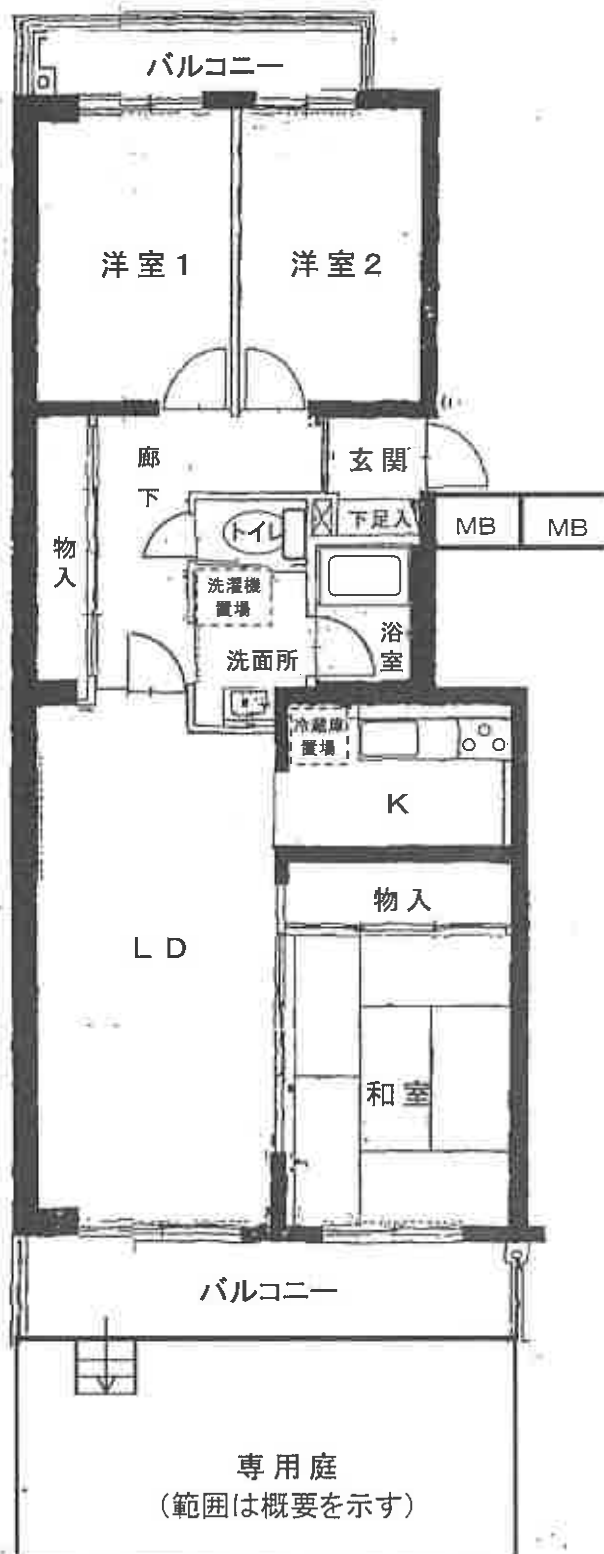 バルコニー
洋室1
洋室2
廊下
玄関
物入
トイレ
下足入
MB
MB
洗濯機
置場
浴室
洗面所
冷蔵庫
置場
K
物入
LD
和室
バルコニー
専用庭
(範囲は概要を示す)